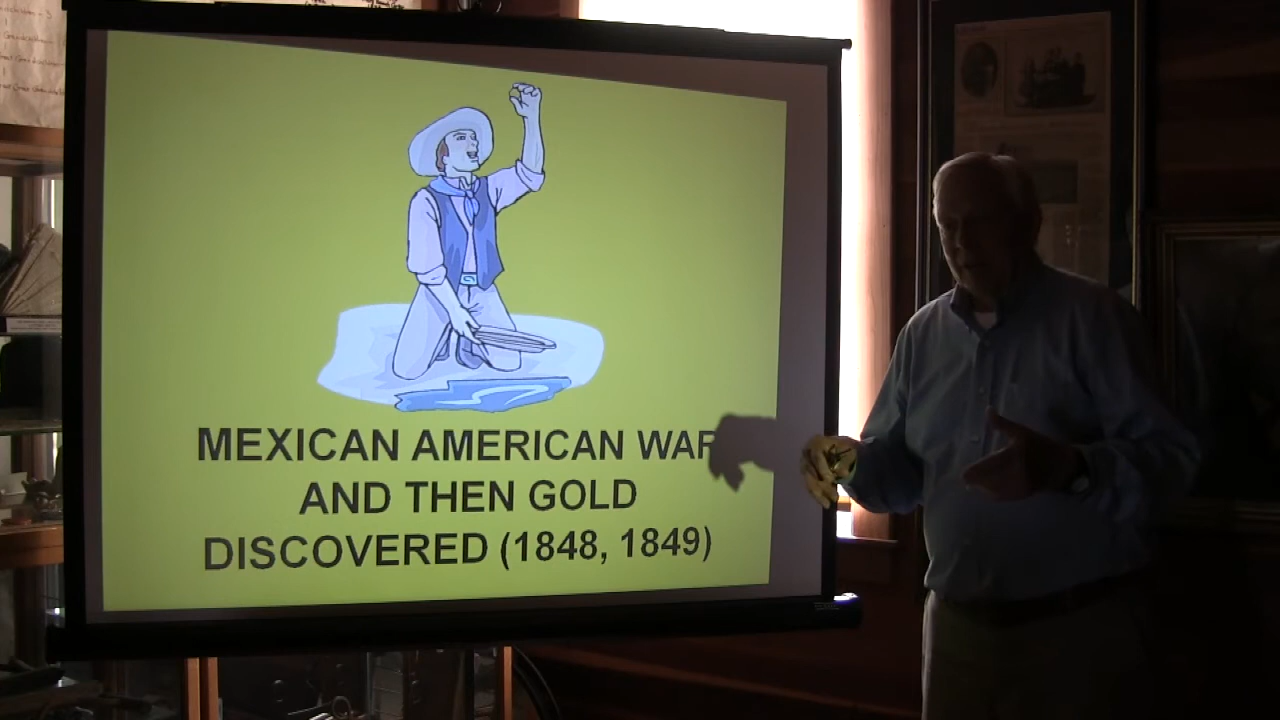 MEXICAN AMERICAN WAR
AND THEN GOLD
DISCOVERED (1848, 1849)